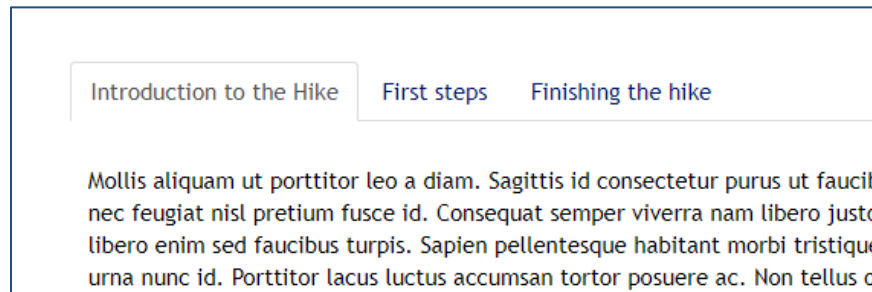 Introduction to the Hike First steps Finishing the hike
Mollis aliquam ut porttitor leo a diam. Sagittis id consectetur purus ut
nec feugiat nisl pretium fusce id. Consequat semper viverra nam libero justo
libero enim sed faucibus turpis. Sapien pellentesque habitant morbi tristique
urna nunc id. Porttitor lacus luctus accumsan tortor posuere ac. Non tellus